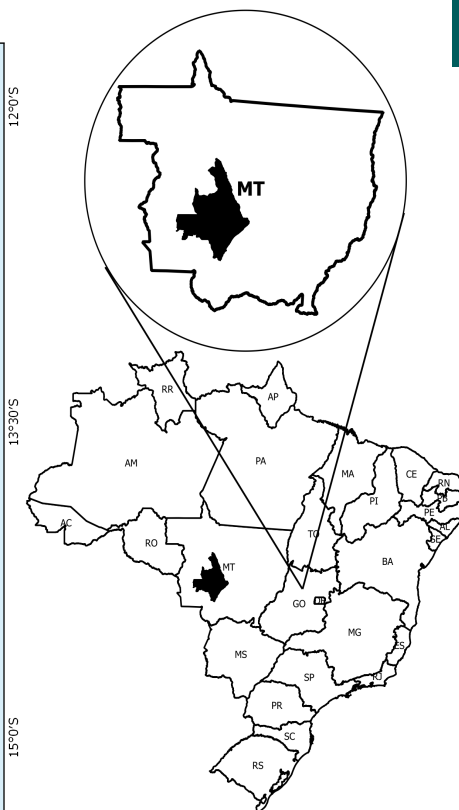 12°0'S
MT
13°30'S
RR
AP
AM
PA
MA
CE
RN
PB
PI
PE
AC
AL
TO
SE
RO
BA
MT
GO
DF
MG
ES
MS
SP
RJ
PR
15°0'S
SC
RS